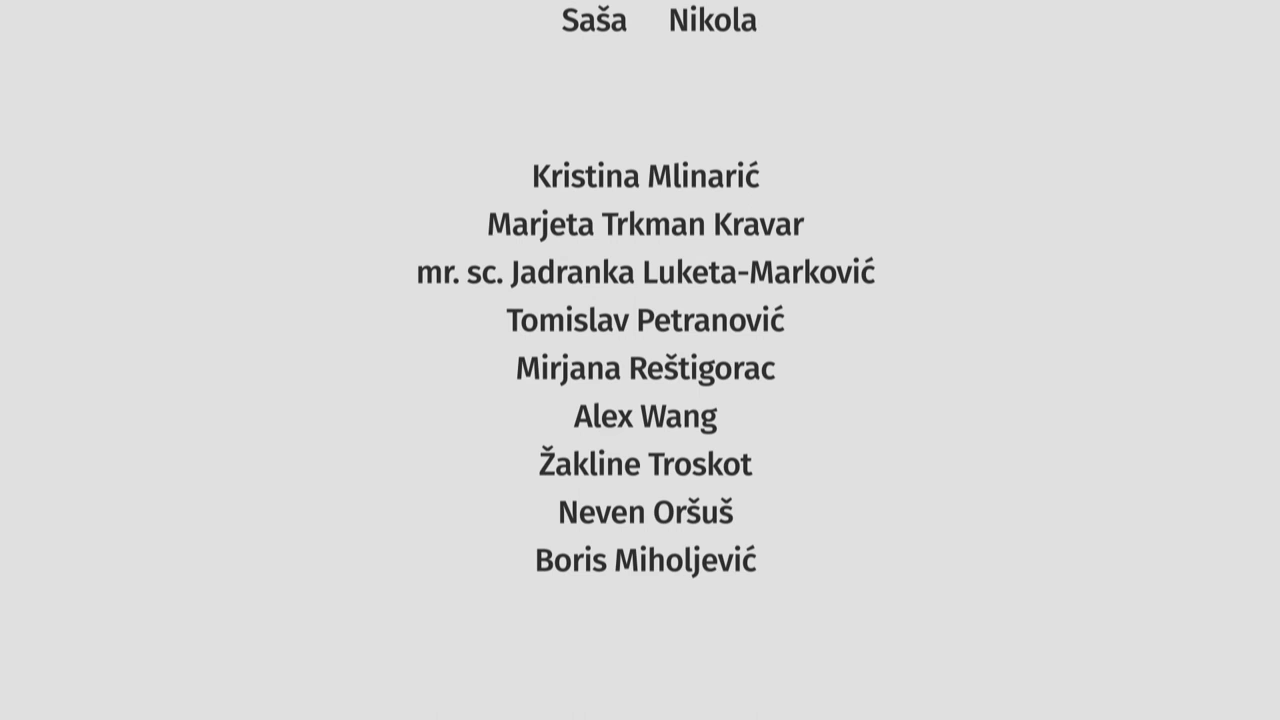 Saša Nikola
Kristina Mlinarić
Marjeta Trkman Kravar
mr. sc. Jadranka Luketa-Marković
Tomislav Petranović
Mirjana Reštigorac
Alex Wang
Žakline Troskot
Neven Oršuš
Boris Miholjević